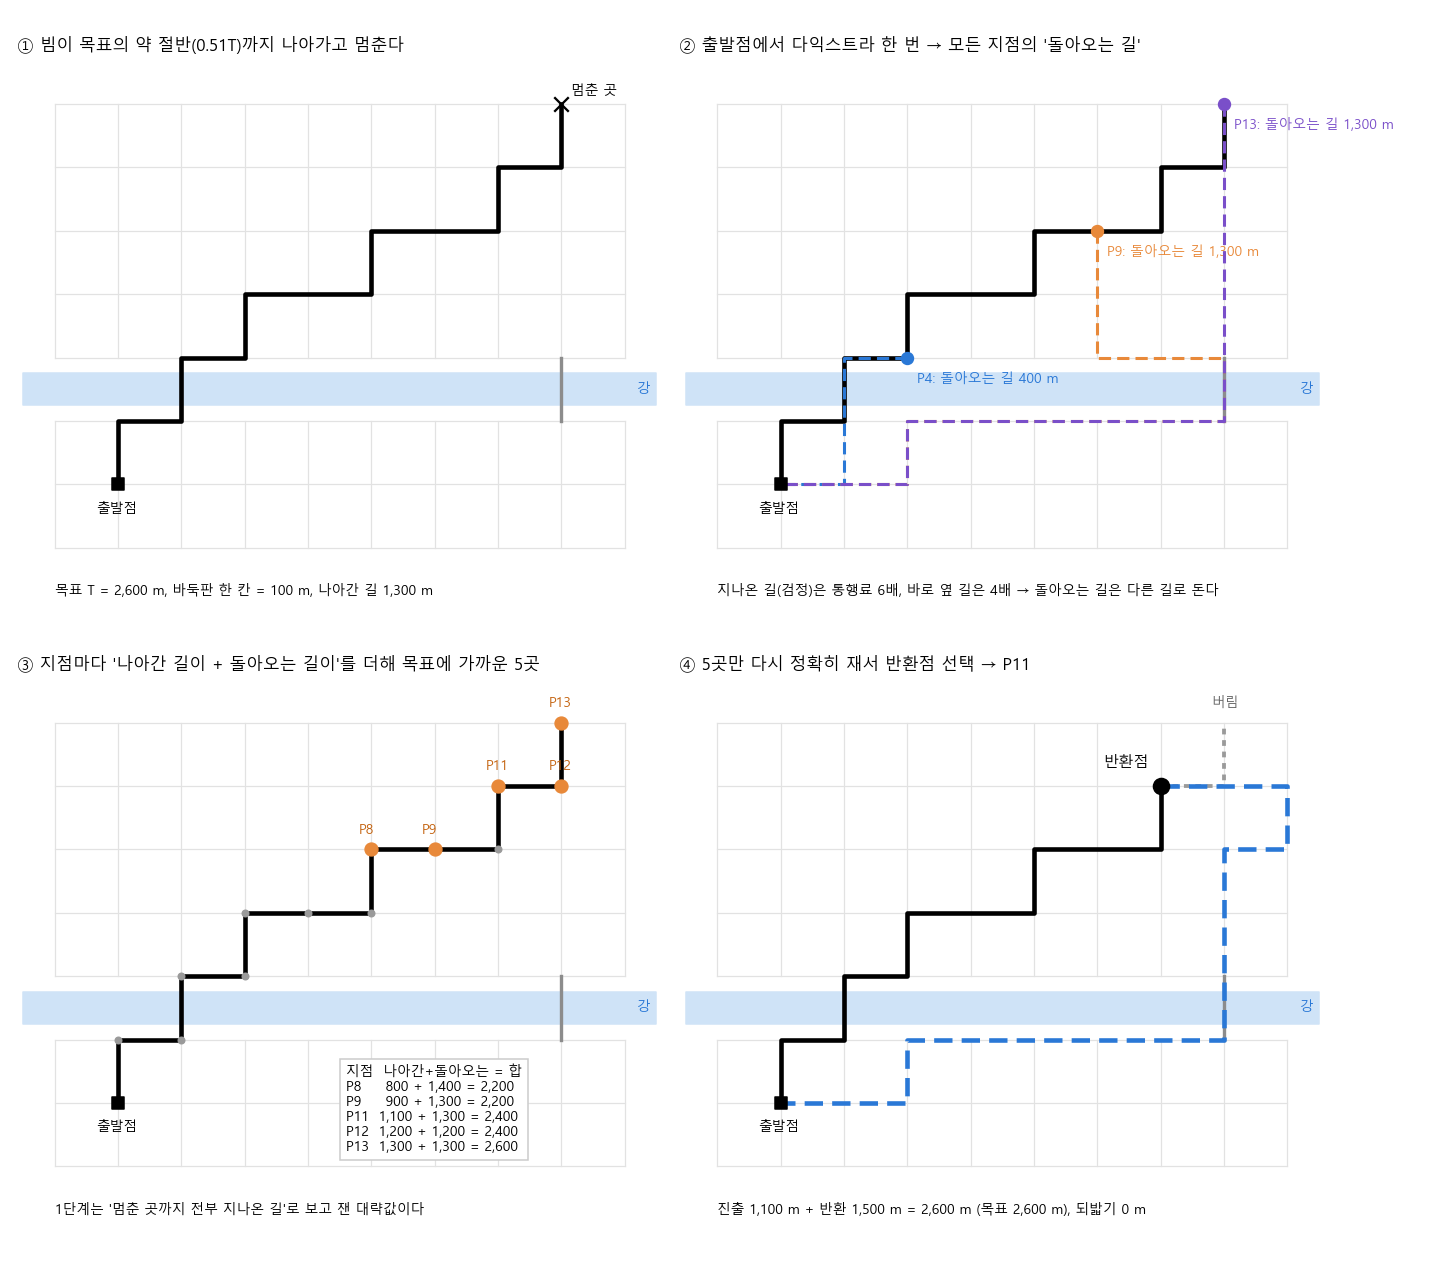 ① 빔이 목표의 약 절반(0.51T)까지 나아가고 멈춘다
멈춘 곳
강
출발점
목표 T = 2,600 m, 바둑판 한 칸 = 100 m, 나아간 길 1,300 m
② 출발점에서 다익스트라 한 번 → 모든 지점의 '돌아오는 길'
P13: 돌아오는 길 1,300 m
P9: 돌아오는 길 1,300 m
P4: 돌아오는 길 400 m
강
출발점
지나온 길(검정)은 통행료 6배, 바로 옆 길은 4배 → 돌아오는 길은 다른 길로 돈다
③ 지점마다 '나아간 길이 + 돌아오는 길이'를 더해 목표에 가까운 5곳
P13
P11
P12
P8
P9
강
지점 나아간+돌아오는 = 합
P8 800 + 1,400 = 2,200
P9 900 + 1,300 = 2,200
P11 1,100 + 1,300 = 2,400
P12 1,200 + 1,200 = 2,400
P13 1,300 + 1,300 = 2,600
출발점
1단계는 '멈춘 곳까지 전부 지나온 길'로 보고 잰 대략값이다
④ 5곳만 다시 정확히 재서 반환점 선택 → P11
버림
반환점
강
출발점
진출 1,100 m + 반환 1,500 m = 2,600 m (목표 2,600 m), 되밟기 0 m